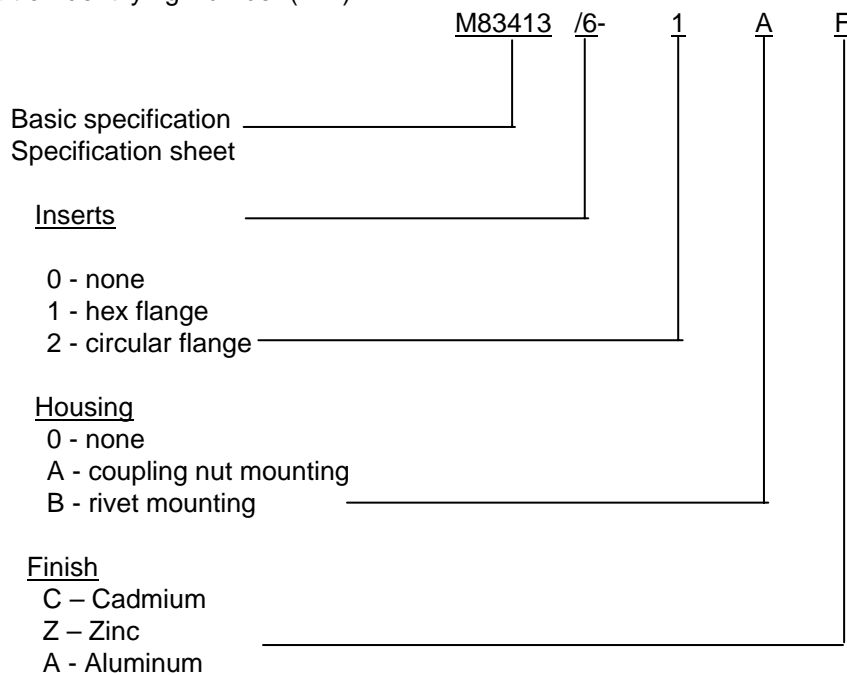 M83413 /6- 1 A F
Basic specification
Specification sheet
Inserts
0 - none
1 - hex flange
2 - circular flange
Housing
0 - none
A - coupling nut mounting
B - rivet mounting
Finish
C – Cadmium
Z – Zinc
A - Aluminum